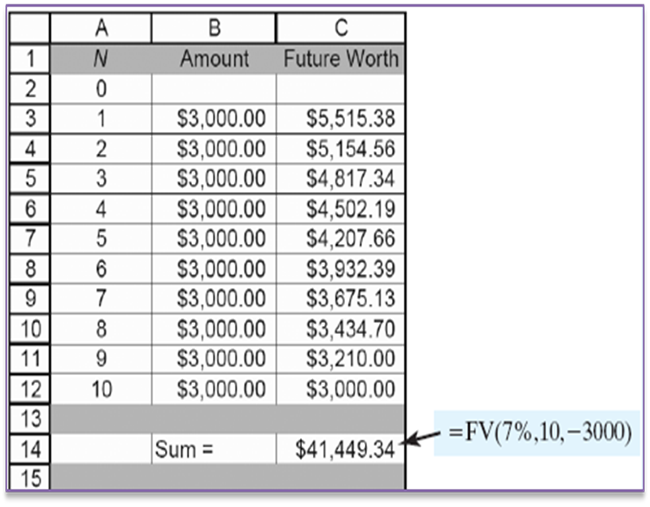 A B C
1 N Amount Future Worth
2 0
3 1 $3,000.00 $5,515.38
4 2 $3,000.00 $5,154.56
5 3 $3,000.00 $4,817.34
6 4 $3,000.00 $4,502.19
7 5 $3,000.00 $4,207.66
8 6 $3,000.00 $3,932.39
9 7 $3,000.00 $3,675.13
10 8 $3,000.00 $3,434.70
11 9 $3,000.00 $3,210.00
12 10 $3,000.00 $3,000.00
13
14 Sum = $41,449.34 =FV(7%,10,−3000)
15